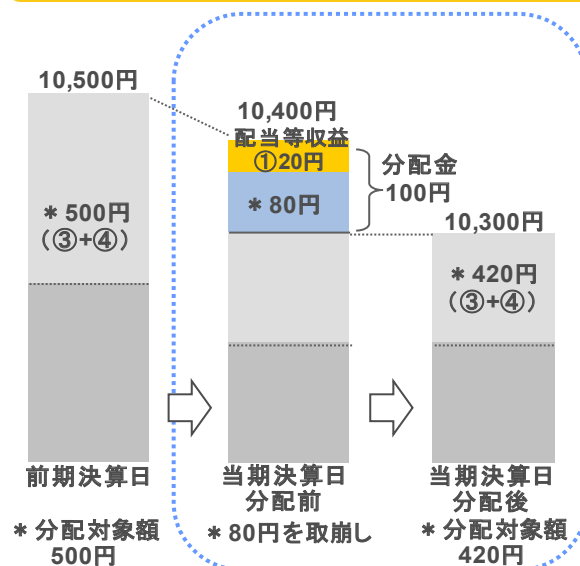 10,500円
10,400円
配当等収益
①20円
分配金
100円
＊80円
10,300円
＊500円
（③+④）
＊420円
（③+④）
前期決算日
当期決算日
分配前
当期決算日
分配後
＊分配対象額
500円
＊80円を取崩し
＊分配対象額
420円